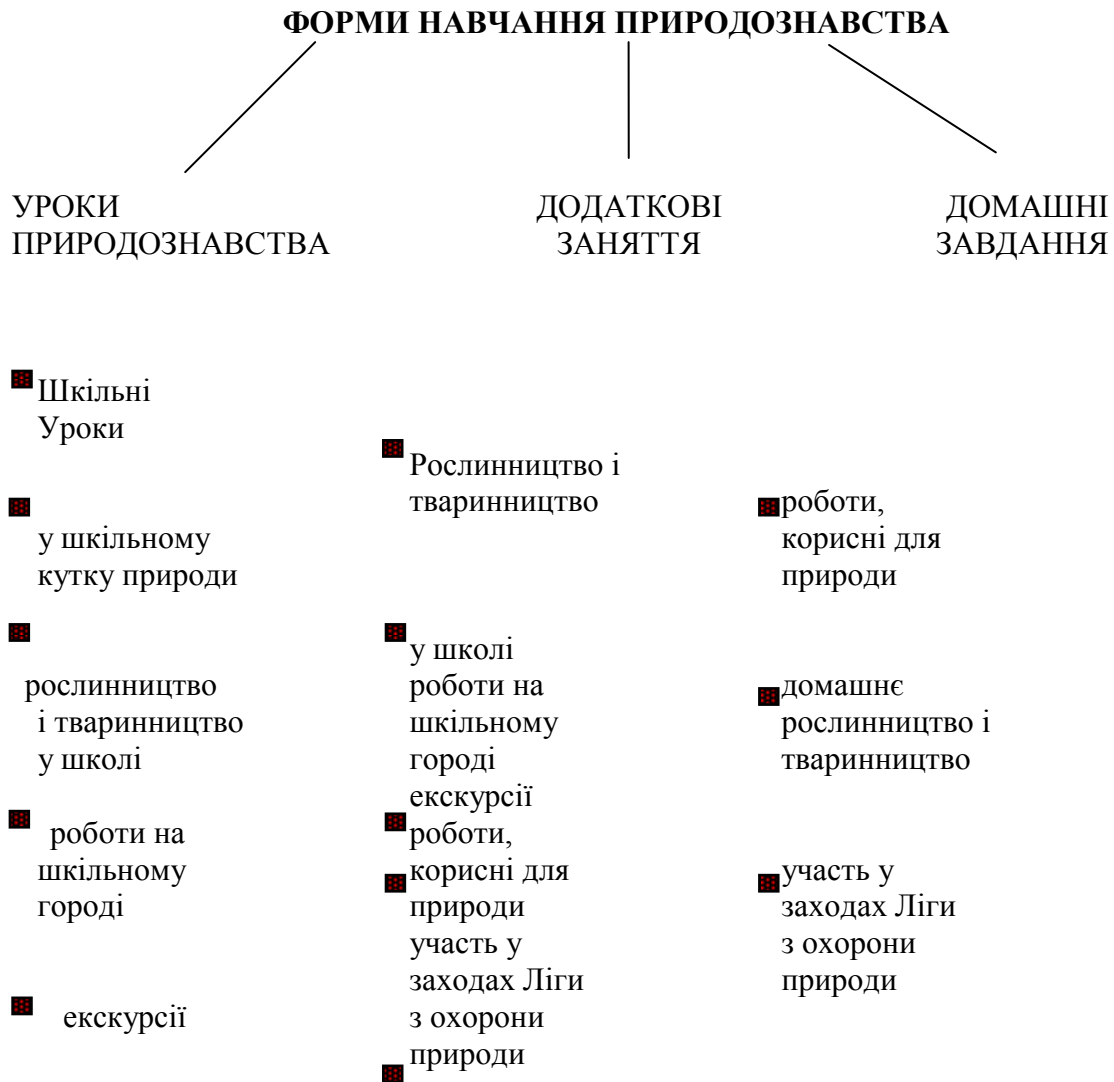 ФОРМИ НАВЧАННЯ ПРИРОДОЗНАВСТВА
УРОКИ
ПРИРОДОЗНАВСТВА
ДОДАТКОВІ
ЗАНЯТТЯ
ДОМАШНІ
ЗАВДАННЯ
Шкільні
Уроки
у шкільному
кутку природи
рослинництво
і тваринництво
у школі
роботи на
шкільному
городі
екскурсії
Рослинництво і
тваринництво
у школі
роботи на
шкільному
городі
екскурсії
роботи,
корисні для
природи
участь у
заходах Ліги
з охорони
природи
роботи,
корисні для
природи
домашнє
рослинництво і
тваринництво
участь у
заходах Ліги
з охорони
природи